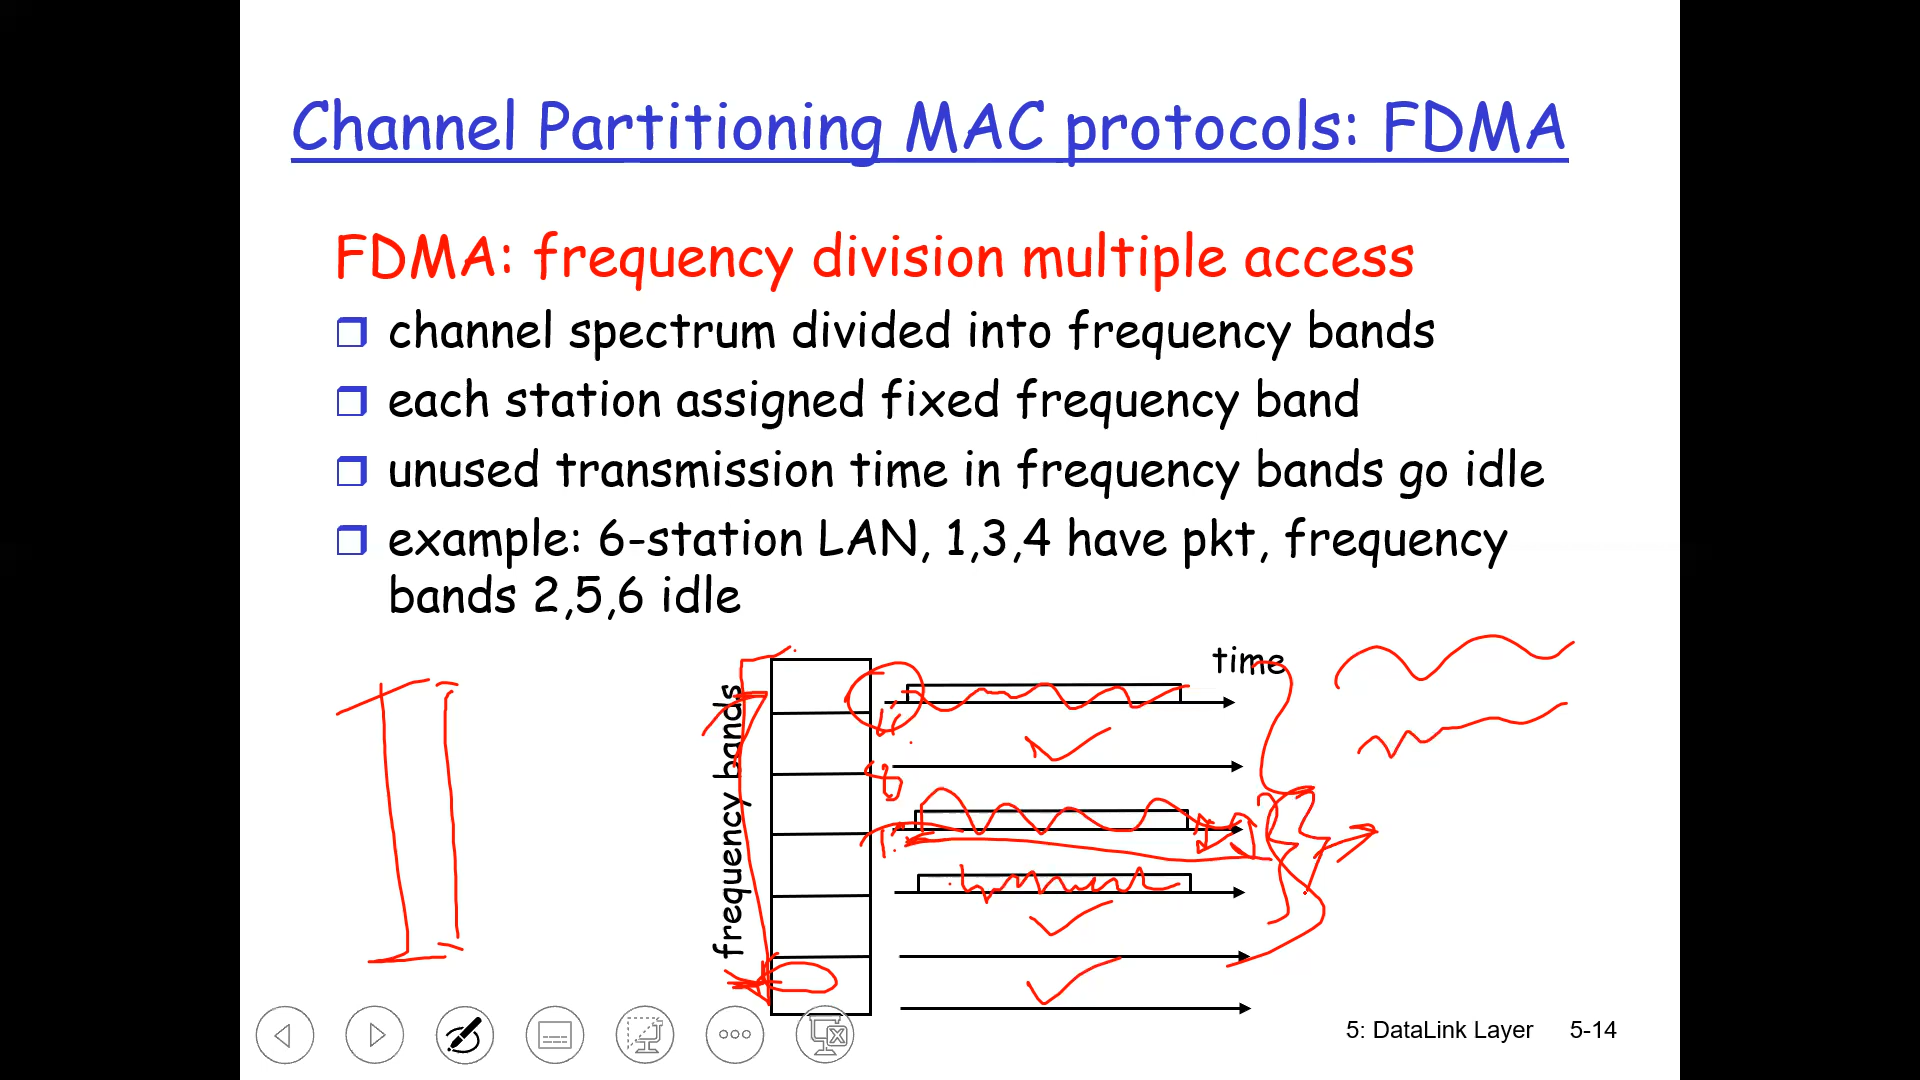 Channel Partitioning MAC protocols: FDMA
FDMA: frequency division multiple access
channel spectrum divided into frequency bands
each station assigned fixed frequency band
unused transmission time in frequency bands go idle
example: 6-station LAN, 1,3,4 have pkt, frequency
bands 2,5,6 idle
time
frequency bands
5: DataLink Layer 5-14